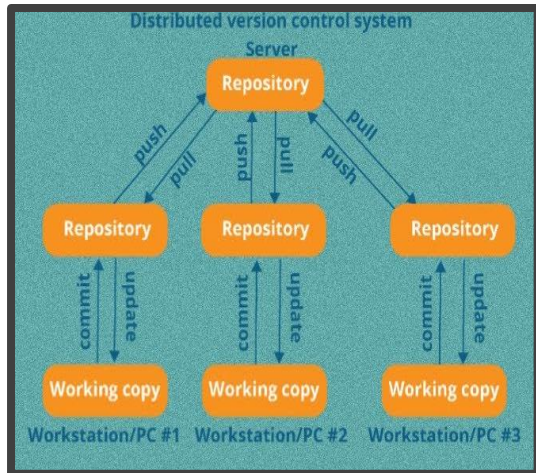 Distributed version control system
Server
Repository
push
pull
push
pull
push
pull
Repository
Repository
Repository
commit
update
commit
update
commit
update
Working copy
Working copy
Working copy
Workstation/PC #1
Workstation/PC #2
Workstation/PC #3